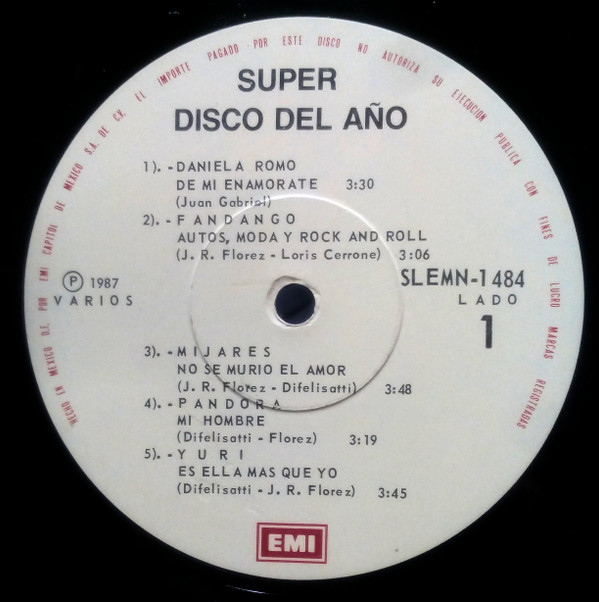 HECHO EN MEXICO D.F. POR EMI CAPITOL DE MEXICO S.A. DE C.V. EL IMPORTE PAGADO POR ESTE DISCO NO AUTORIZA SU EJECUCION PUBLICA CON FINES DE LUCRO MARCAS REGISTRADAS
SUPER
DISCO DEL AÑO
1).-DANIELA ROMO
DE MI ENAMORATE 3:30
(Juan Gabriel)
2).-FANDANGO
AUTOS, MODA Y ROCK AND ROLL
(J. R. Florez - Loris Cerrone) 3:06
Ⓟ 1987
VARIOS
SLEMN-1484
LADO
1
3).-MIJARES
NO SE MURIO EL AMOR
(J. R. Florez - Difelisatti) 3:48
4).-PANDORA
MI HOMBRE
(Difelisatti - Florez) 3:19
5).-YURI
ES ELLA MAS QUE YO
(Difelisatti - J. R. Florez) 3:45
EMI